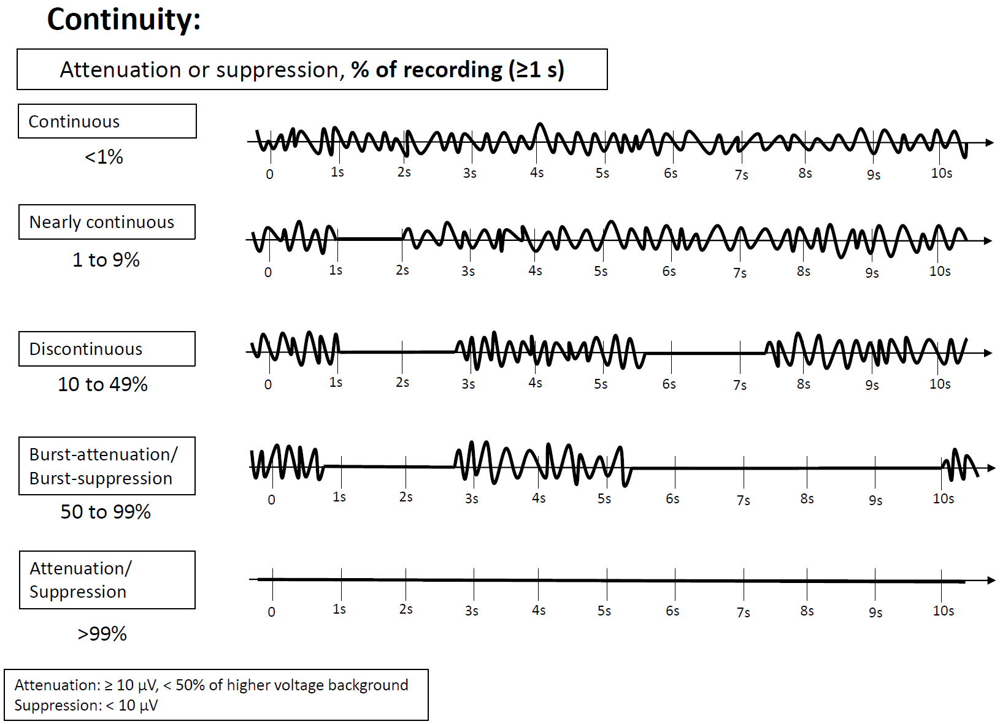 Continuity:
Attenuation or suppression, % of recording (≥1 s)
Continuous
<1%
0 1s 2s 3s 4s 5s 6s 7s 8s 9s 10s
Nearly continuous
1 to 9%
0 1s 2s 3s 4s 5s 6s 7s 8s 9s 10s
Discontinuous
10 to 49%
0 1s 2s 3s 4s 5s 6s 7s 8s 9s 10s
Burst-attenuation/
Burst-suppression
50 to 99%
0 1s 2s 3s 4s 5s 6s 7s 8s 9s 10s
Attenuation/
Suppression
>99%
0 1s 2s 3s 4s 5s 6s 7s 8s 9s 10s
Attenuation: ≥ 10 µV, < 50% of higher voltage background
Suppression: < 10 µV